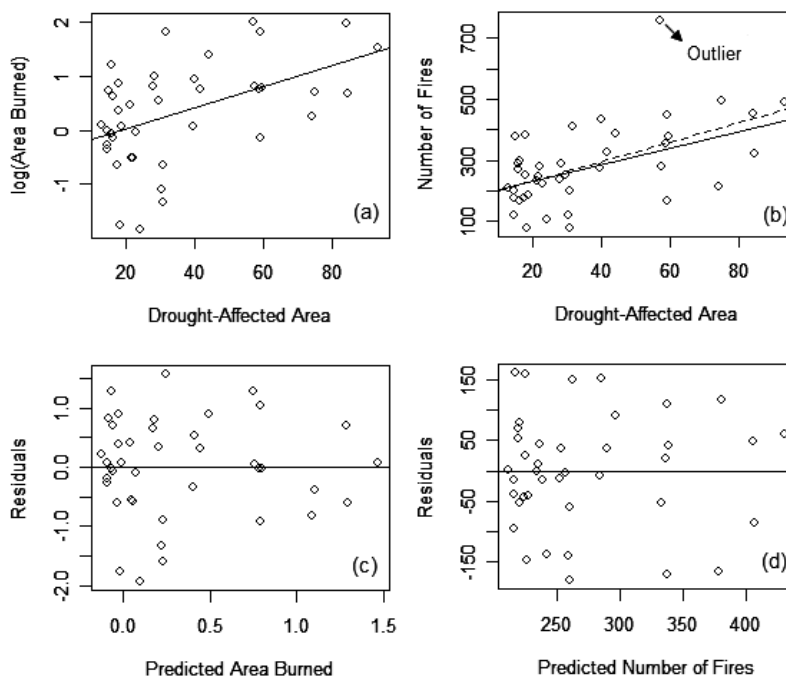 2
1
0
-1
log(Area Burned)
(a)
20 40 60 80
Drought-Affected Area
700
500
300
100
Number of Fires
Outlier
(b)
20 40 60 80
Drought-Affected Area
1.0
0.0
-1.0
-2.0
Residuals
(c)
0.0 0.5 1.0 1.5
Predicted Area Burned
150
50
-50
-150
Residuals
(d)
250 300 350 400
Predicted Number of Fires